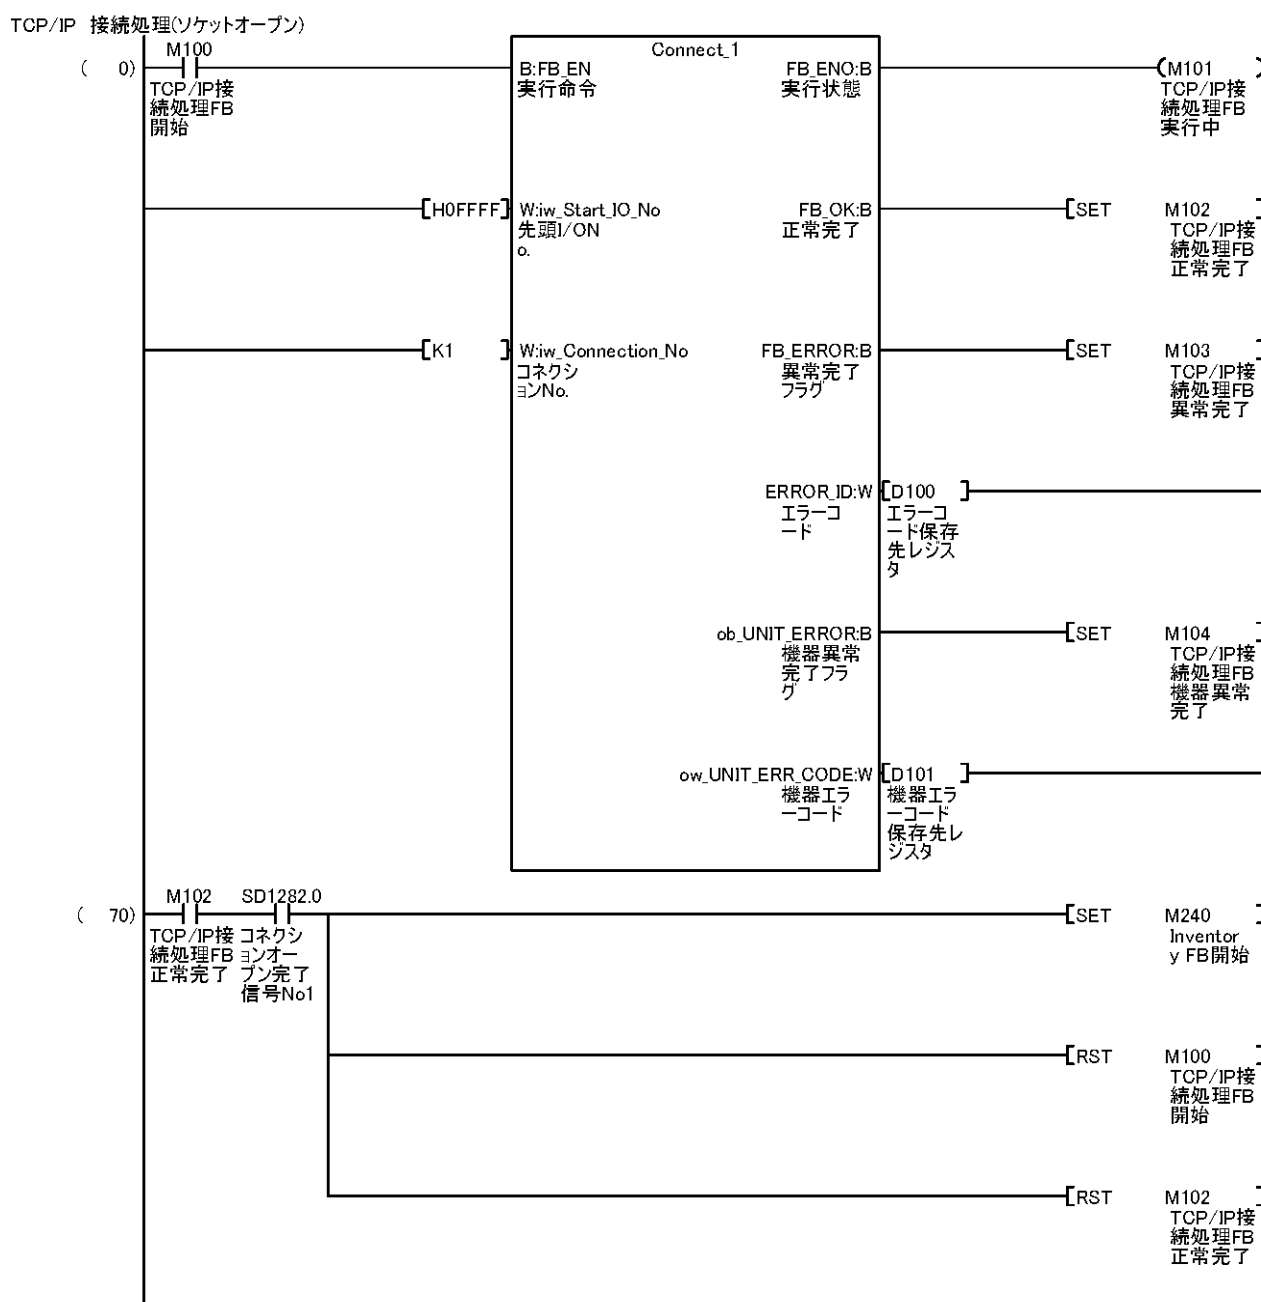 TCP/IP 接続処理(ソケットオープン)
M100
( 0)
TCP/IP接
続処理FB
開始
Connect_1
B:FB_EN
実行命令
FB_ENO:B
実行状態
(M101 )
TCP/IP接
続処理FB
実行中
[H0FFFF]
W:iw_Start_IO_No
先頭I/ON
o.
FB_OK:B
正常完了
[SET M102 ]
TCP/IP接
続処理FB
正常完了
[K1 ]
W:iw_Connection_No
コネクシ
ョンNo.
FB_ERROR:B
異常完了
フラグ
[SET M103 ]
TCP/IP接
続処理FB
異常完了
ERROR_ID:W
エラーコ
ード
[D100 ]
エラーコ
ード保存
先レジス
タ
ob_UNIT_ERROR:B
機器異常
完了フラ
グ
[SET M104 ]
TCP/IP接
続処理FB
機器異常
完了
ow_UNIT_ERR_CODE:W
機器エラ
ーコード
[D101 ]
機器エラ
ーコード
保存先レ
ジスタ
M102 SD1282.0
( 70)
TCP/IP接
続処理FB
正常完了
コネクシ
ョンオー
プン完了
信号No1
[SET M240 ]
Inventor
y FB開始
[RST M100 ]
TCP/IP接
続処理FB
開始
[RST M102 ]
TCP/IP接
続処理FB
正常完了